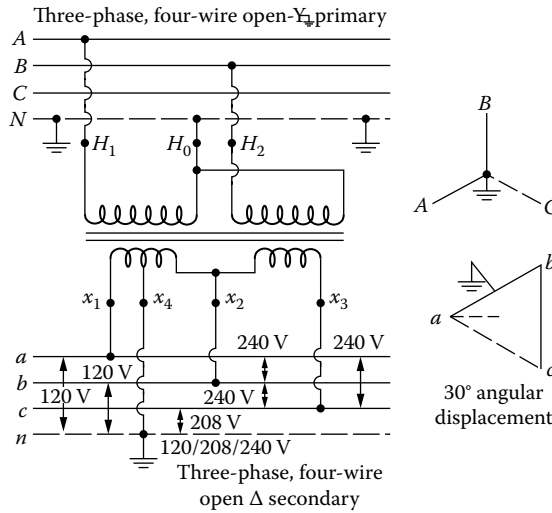 Three-phase, four-wire open-Y primary
A
B
C
N
H1
H0
H2
B
A
C
x1
x4
x2
x3
b
a
c
30° angular
displacement
a
b
c
n
240 V
240 V
120 V
120 V
240 V
208 V
120/208/240 V
Three-phase, four-wire
open Δ secondary